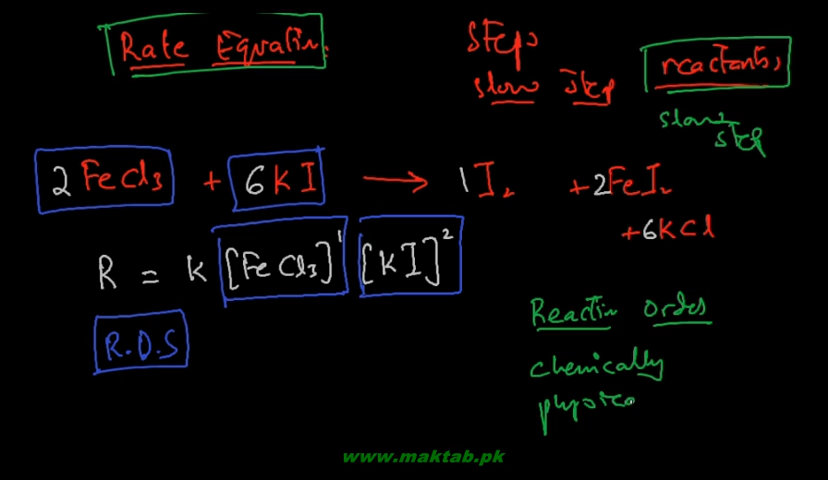 Rate Equation
Steps
slow step
reactants
slow step
2 FeCl₃ + 6 KI → 1 I₂ + 2 FeI₂
+ 6 KCl
R = K [FeCl₃]¹ [KI]²
R.D.S
Reaction Order
chemically
physica
www.maktab.pk